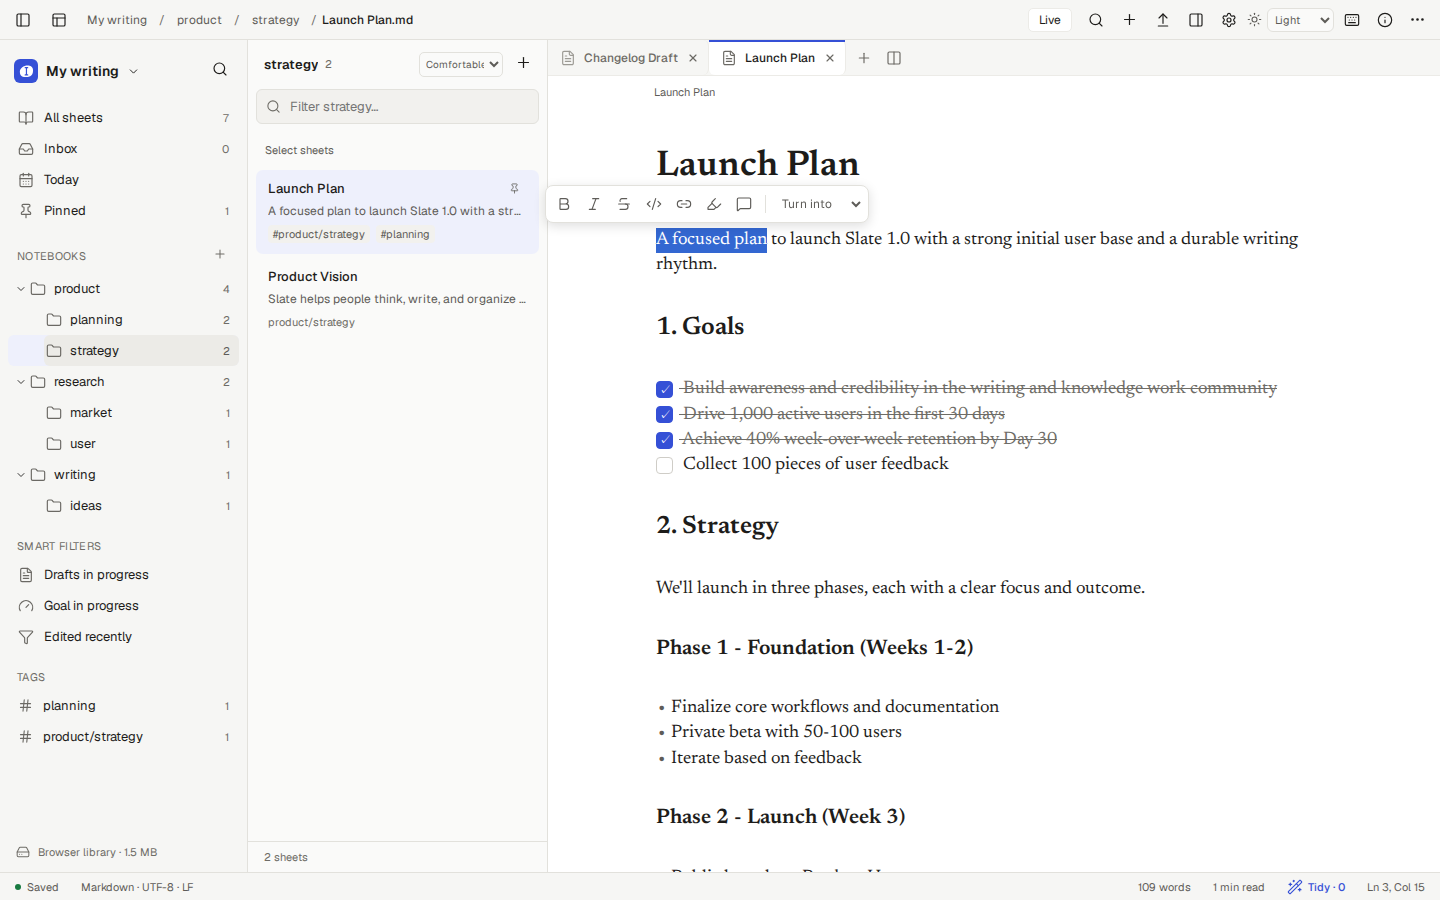 My writing / product / strategy / Launch Plan.md
Live
Light
My writing
All sheets 7
Inbox 0
Today
Pinned 1
NOTEBOOKS
product 4
planning 2
strategy 2
research 2
market 1
user 1
writing 1
ideas 1
SMART FILTERS
Drafts in progress
Goal in progress
Edited recently
TAGS
planning 1
product/strategy 1
Browser library · 1.5 MB
strategy 2
Comfortable
Filter strategy...
Select sheets
Launch Plan
A focused plan to launch Slate 1.0 with a str...
#product/strategy #planning
Product Vision
Slate helps people think, write, and organize ...
product/strategy
2 sheets
Changelog Draft
Launch Plan
Launch Plan
Launch Plan
Turn into
A focused plan to launch Slate 1.0 with a strong initial user base and a durable writing
rhythm.
1. Goals
Build awareness and credibility in the writing and knowledge work community
Drive 1,000 active users in the first 30 days
Achieve 40% week-over-week retention by Day 30
Collect 100 pieces of user feedback
2. Strategy
We'll launch in three phases, each with a clear focus and outcome.
Phase 1 - Foundation (Weeks 1-2)
• Finalize core workflows and documentation
• Private beta with 50-100 users
• Iterate based on feedback
Phase 2 - Launch (Week 3)
Saved
Markdown · UTF-8 · LF
109 words
1 min read
Tidy · 0
Ln 3, Col 15